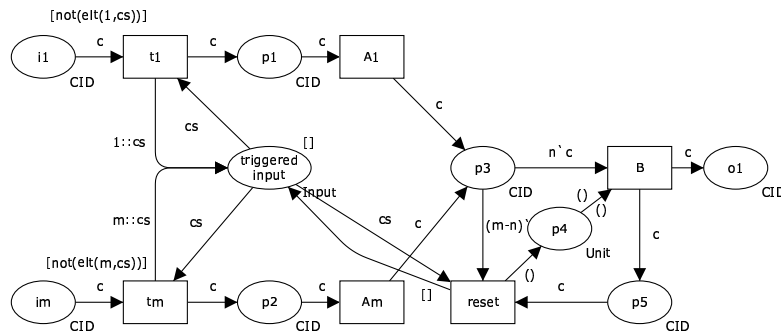 [not(elt(1,cs))]
i1
c
CID
t1
c
p1
c
CID
A1
c
1::cs
cs
triggered
input
[]
Input
p3
CID
n`c
B
c
o1
CID
()
()
m::cs
cs
cs
c
(m-n)`
p4
Unit
c
[not(elt(m,cs))]
im
c
CID
tm
c
p2
c
CID
Am
[]
reset
()
c
p5
CID